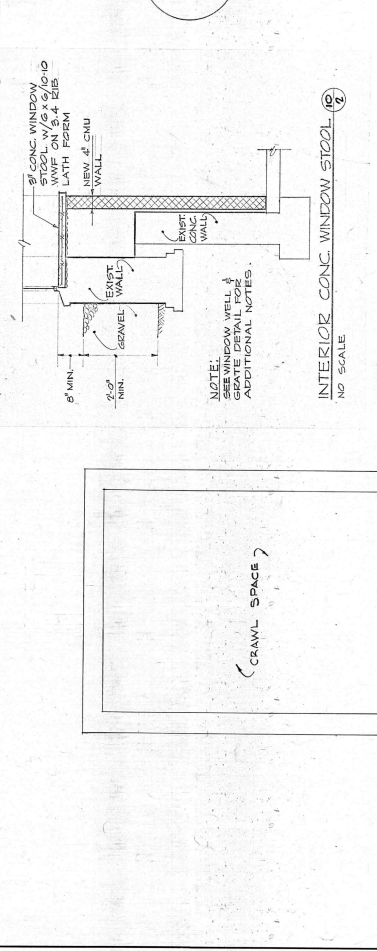 3" CONC. WINDOW
STOOL W/6 x 6/10-10
WWF ON 3.4 RIB
LATH FORM
NEW 4" CMU
WALL
EXIST.
CONC.
WALL
EXIST.
WALL
GRAVEL
8" MIN.
2'-0"
MIN.
NOTE:
SEE WINDOW WELL &
GRATE DETAIL FOR
ADDITIONAL NOTES.
INTERIOR CONC. WINDOW STOOL 10/2
NO SCALE
CRAWL SPACE